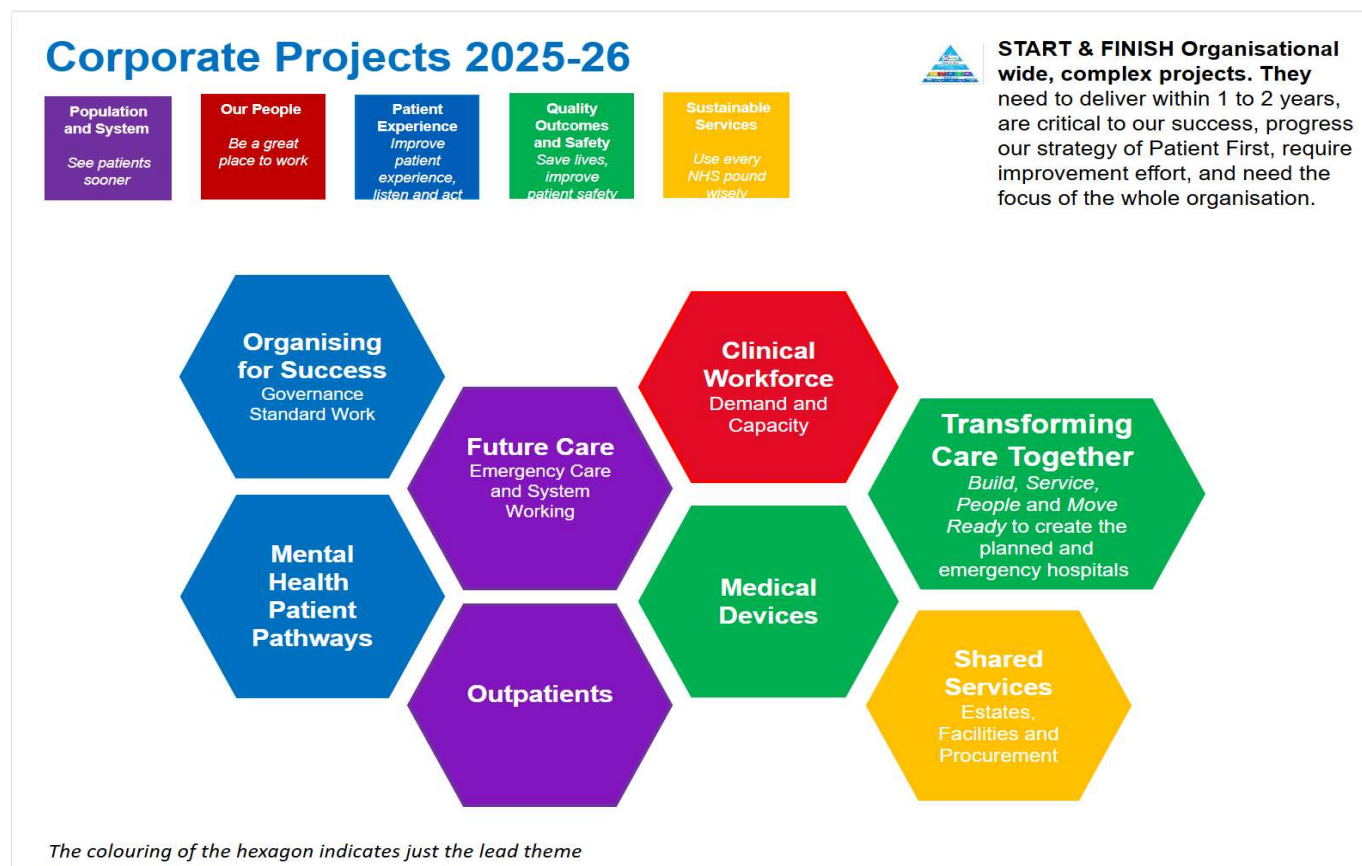 Corporate Projects 2025-26
START & FINISH Organisational
wide, complex projects. They
need to deliver within 1 to 2 years,
are critical to our success, progress
our strategy of Patient First, require
improvement effort, and need the
focus of the whole organisation.
Population
and System
See patients
sooner
Our People
Be a great
place to work
Patient
Experience
Improve
patient
experience,
listen and act
Quality
Outcomes
and Safety
Save lives,
improve
patient safety
Sustainable
Services
Use every
NHS pound
wisely
Organising
for Success
Governance
Standard Work
Future Care
Emergency Care
and System
Working
Clinical
Workforce
Demand and
Capacity
Transforming
Care Together
Build, Service,
People and Move
Ready to create the
planned and
emergency hospitals
Mental
Health
Patient
Pathways
Outpatients
Medical
Devices
Shared
Services
Estates,
Facilities and
Procurement
The colouring of the hexagon indicates just the lead theme